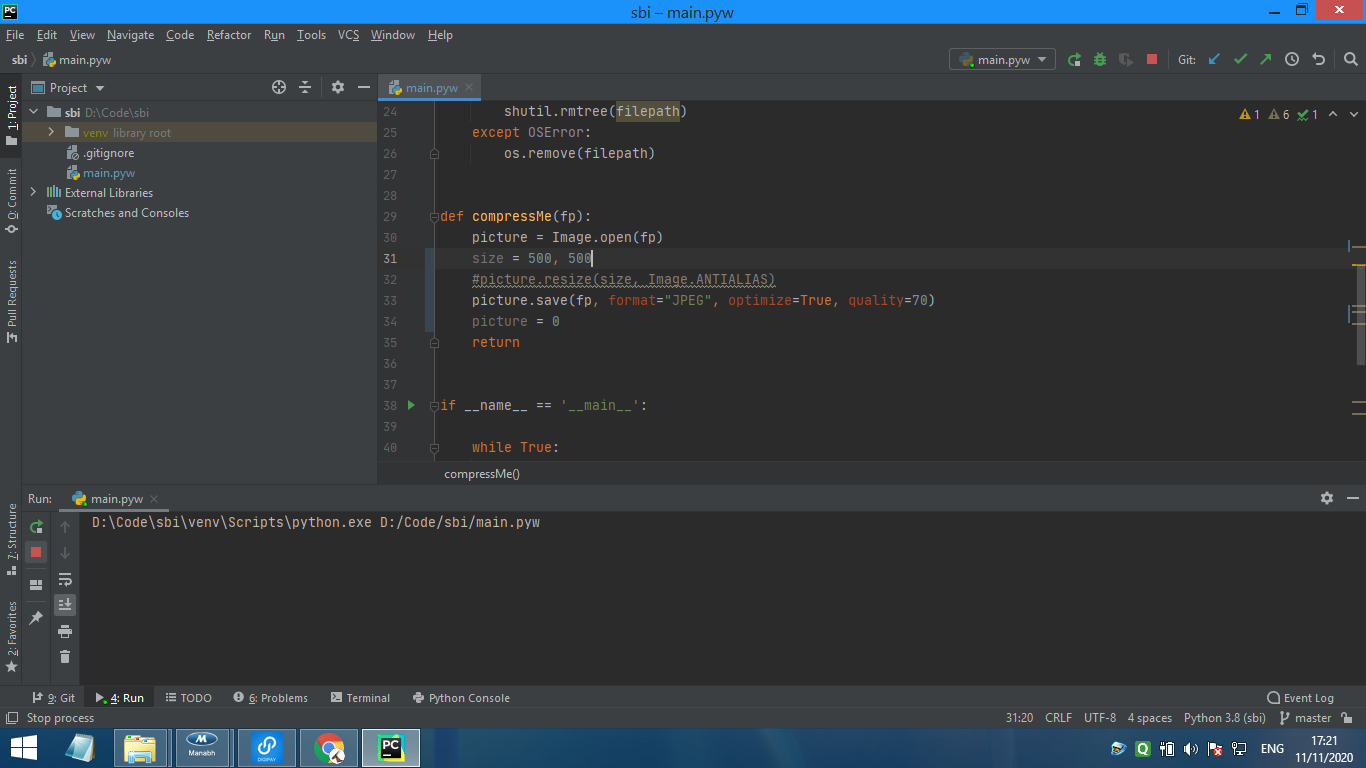 PC
sbi – main.pyw
File Edit View Navigate Code Refactor Run Tools VCS Window Help
sbi main.pyw
main.pyw Git:
1: Project
0: Commit
Pull Requests
7: Structure
2: Favorites
Project
sbi D:\Code\sbi
venv library root
.gitignore
main.pyw
External Libraries
Scratches and Consoles
main.pyw
1 6 1
24 shutil.rmtree(filepath)
25 except OSError:
26 os.remove(filepath)
27
28
29 def compressMe(fp):
30 picture = Image.open(fp)
31 size = 500, 500
32 #picture.resize(size, Image.ANTIALIAS)
33 picture.save(fp, format="JPEG", optimize=True, quality=70)
34 picture = 0
35 return
36
37
38 if __name__ == '__main__':
39
40 while True:
compressMe()
Run: main.pyw
D:\Code\sbi\venv\Scripts\python.exe D:/Code/sbi/main.pyw
9: Git 4: Run TODO 6: Problems Terminal Python Console Event Log
Stop process 31:20 CRLF UTF-8 4 spaces Python 3.8 (sbi) master
Manabh DIGIPAY PC Q ENG 17:21
11/11/2020